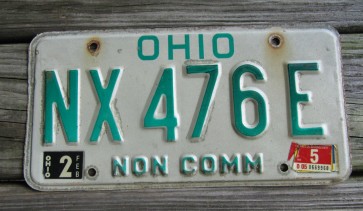 OHIO
NX 476 E
OHIO 2 FEB
5
NON COMM